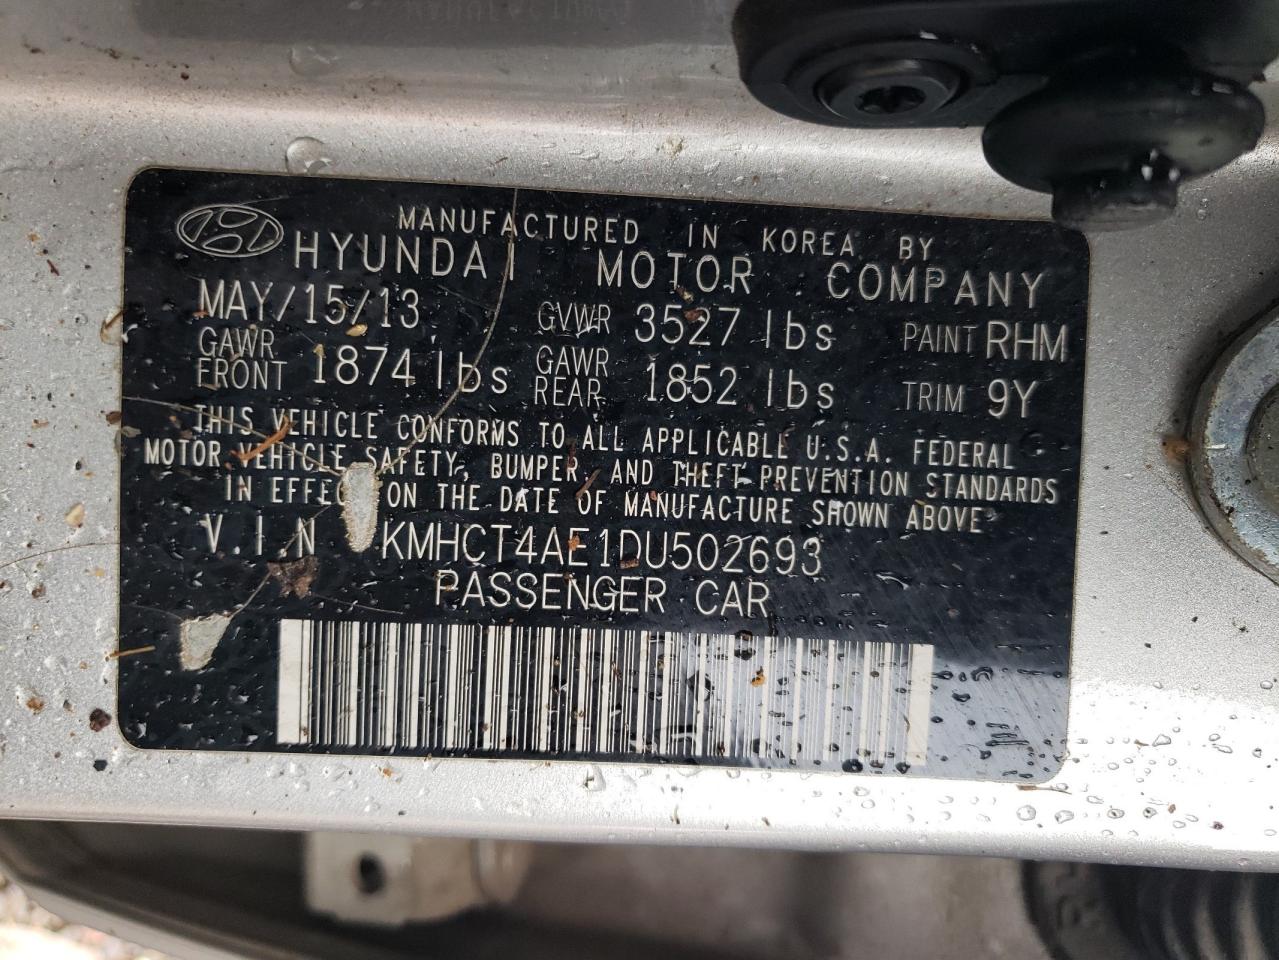 MANUFACTURED IN KOREA BY
HYUNDAI MOTOR COMPANY
MAY/15/13 GVWR 3527 lbs PAINT RHM
GAWR FRONT 1874 lbs GAWR REAR 1852 lbs TRIM 9Y
THIS VEHICLE CONFORMS TO ALL APPLICABLE U.S.A. FEDERAL
MOTOR VEHICLE SAFETY, BUMPER, AND THEFT PREVENTION STANDARDS
IN EFFECT ON THE DATE OF MANUFACTURE SHOWN ABOVE
V.I.N KMHCT4AE1DU502693
PASSENGER CAR